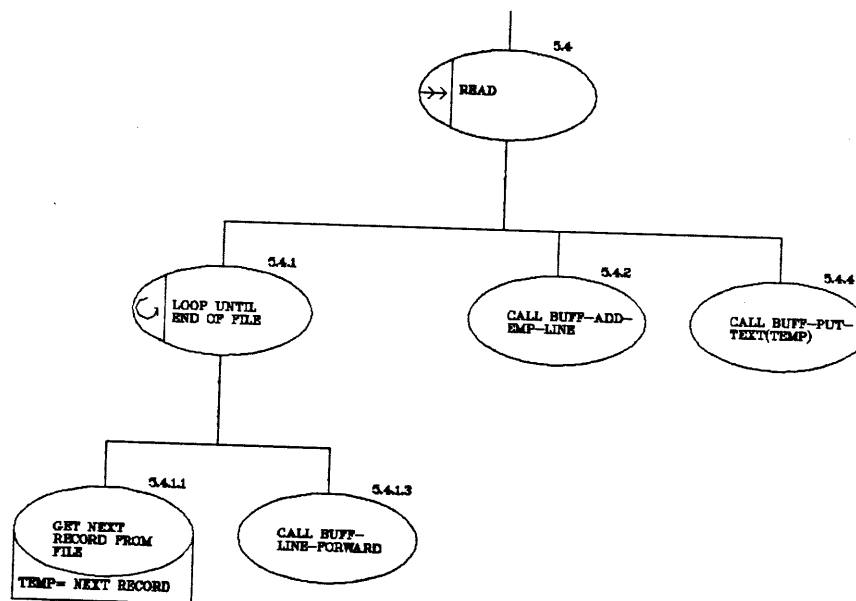 5.4
READ
5.4.1
LOOP UNTIL
END OF FILE
5.4.2
CALL BUFF-ADD-
EMP-LINE
5.4.4
CALL BUFF-PUT-
TEXT(TEMP)
5.4.1.1
GET NEXT
RECORD FROM
FILE
TEMP= NEXT RECORD
5.4.1.3
CALL BUFF-
LINE-FORWARD